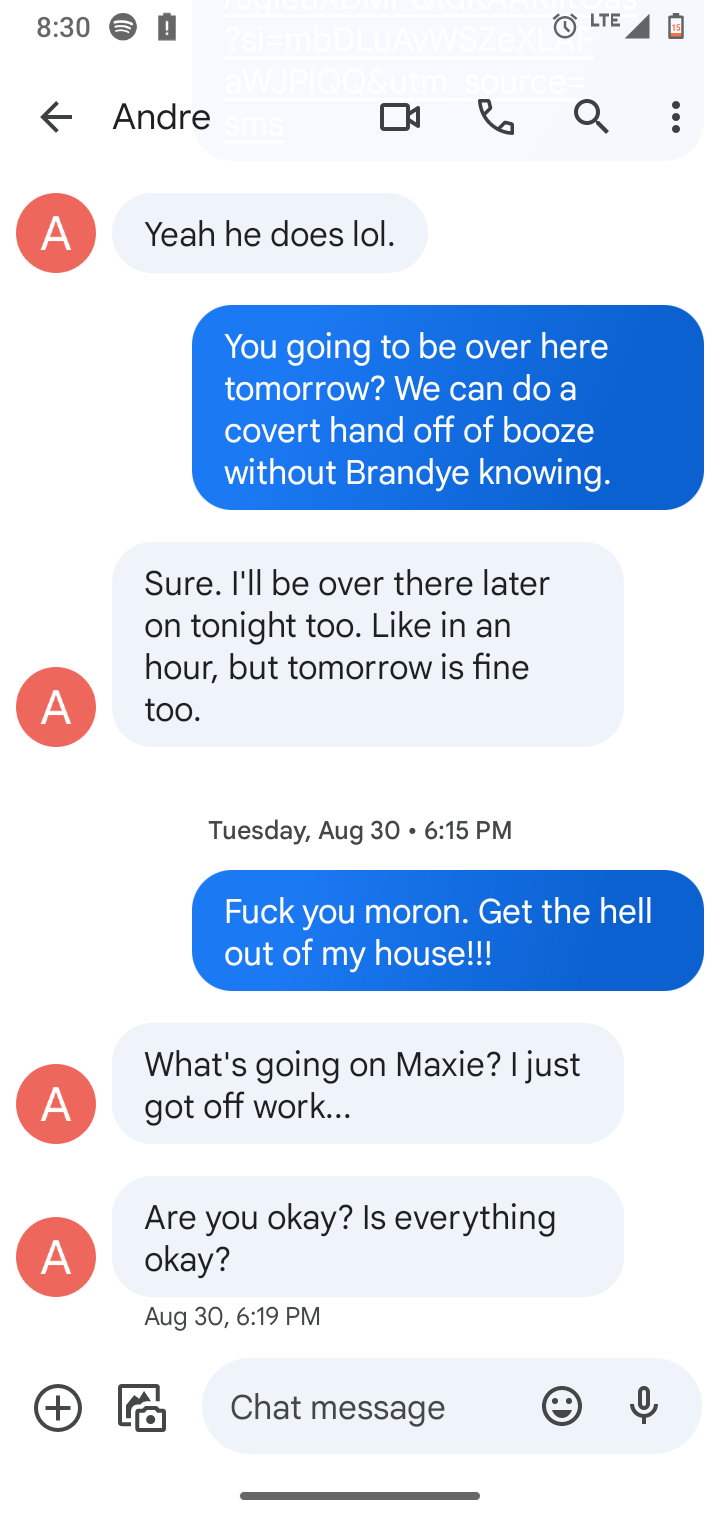 8:30
LTE
15
?si=mbDLuAvWSZeXLAF
aWJPIQQ&utm_source=
Andre
sms
A
Yeah he does lol.
You going to be over here
tomorrow? We can do a
covert hand off of booze
without Brandye knowing.
Sure. I'll be over there later
on tonight too. Like in an
hour, but tomorrow is fine
too.
A
Tuesday, Aug 30 • 6:15 PM
Fuck you moron. Get the hell
out of my house!!!
What's going on Maxie? I just
got off work...
A
Are you okay? Is everything
okay?
A
Aug 30, 6:19 PM
Chat message